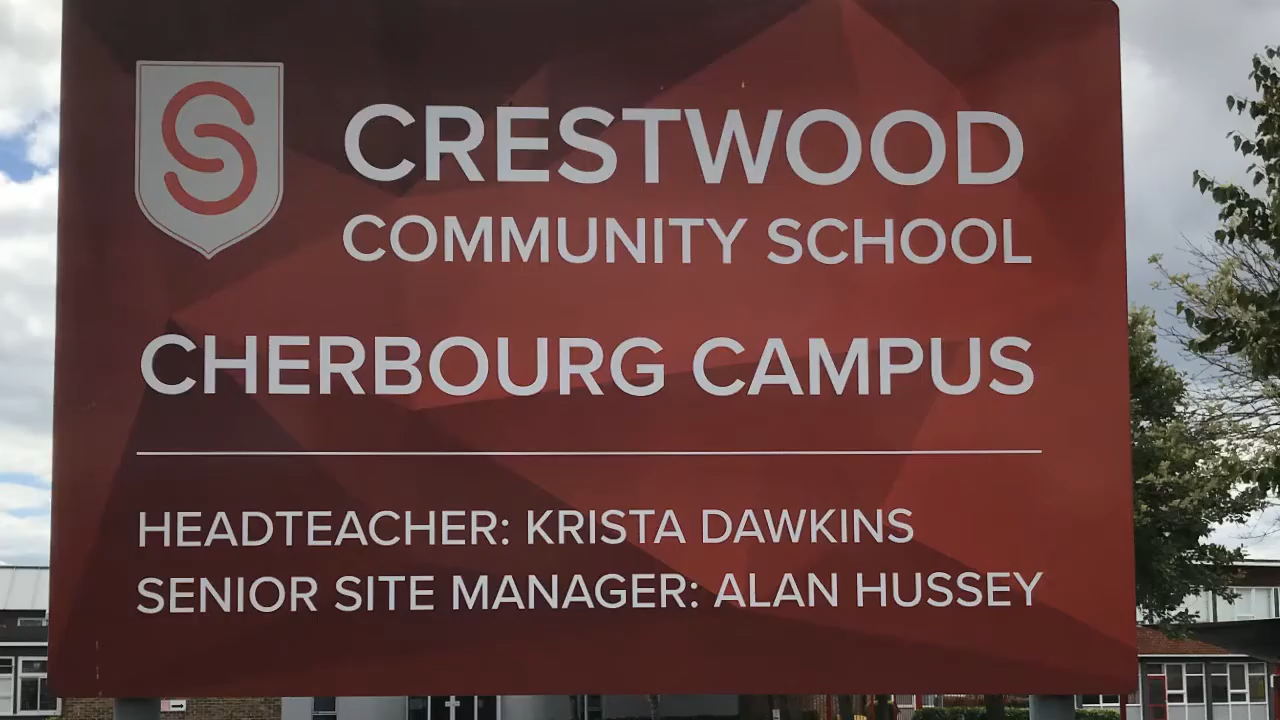 CRESTWOOD
COMMUNITY SCHOOL
CHERBOURG CAMPUS
HEADTEACHER: KRISTA DAWKINS
SENIOR SITE MANAGER: ALAN HUSSEY